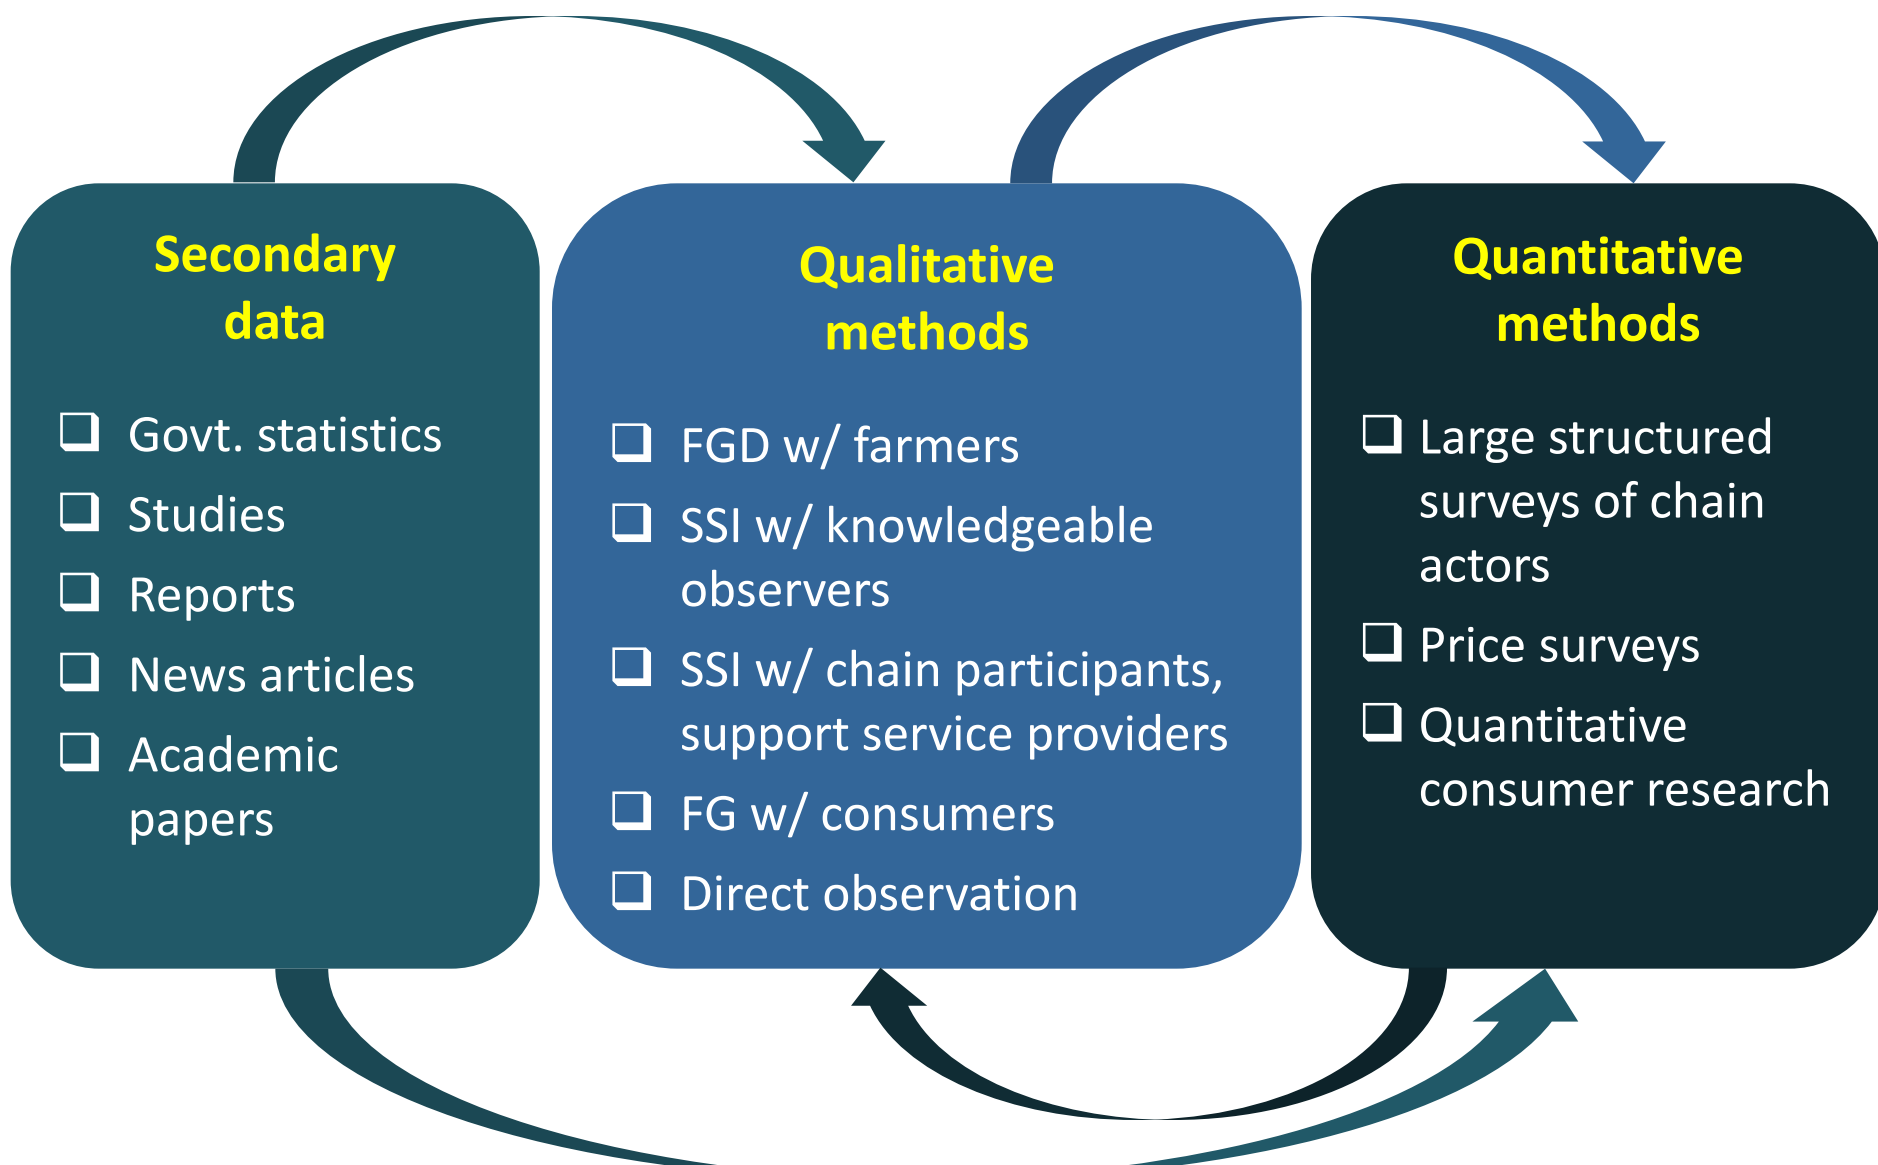 Secondary
data
Govt. statistics
Studies
Reports
News articles
Academic
papers
Qualitative
methods
FGD w/ farmers
SSI w/ knowledgeable
observers
SSI w/ chain participants,
support service providers
FG w/ consumers
Direct observation
Quantitative
methods
Large structured
surveys of chain
actors
Price surveys
Quantitative
consumer research